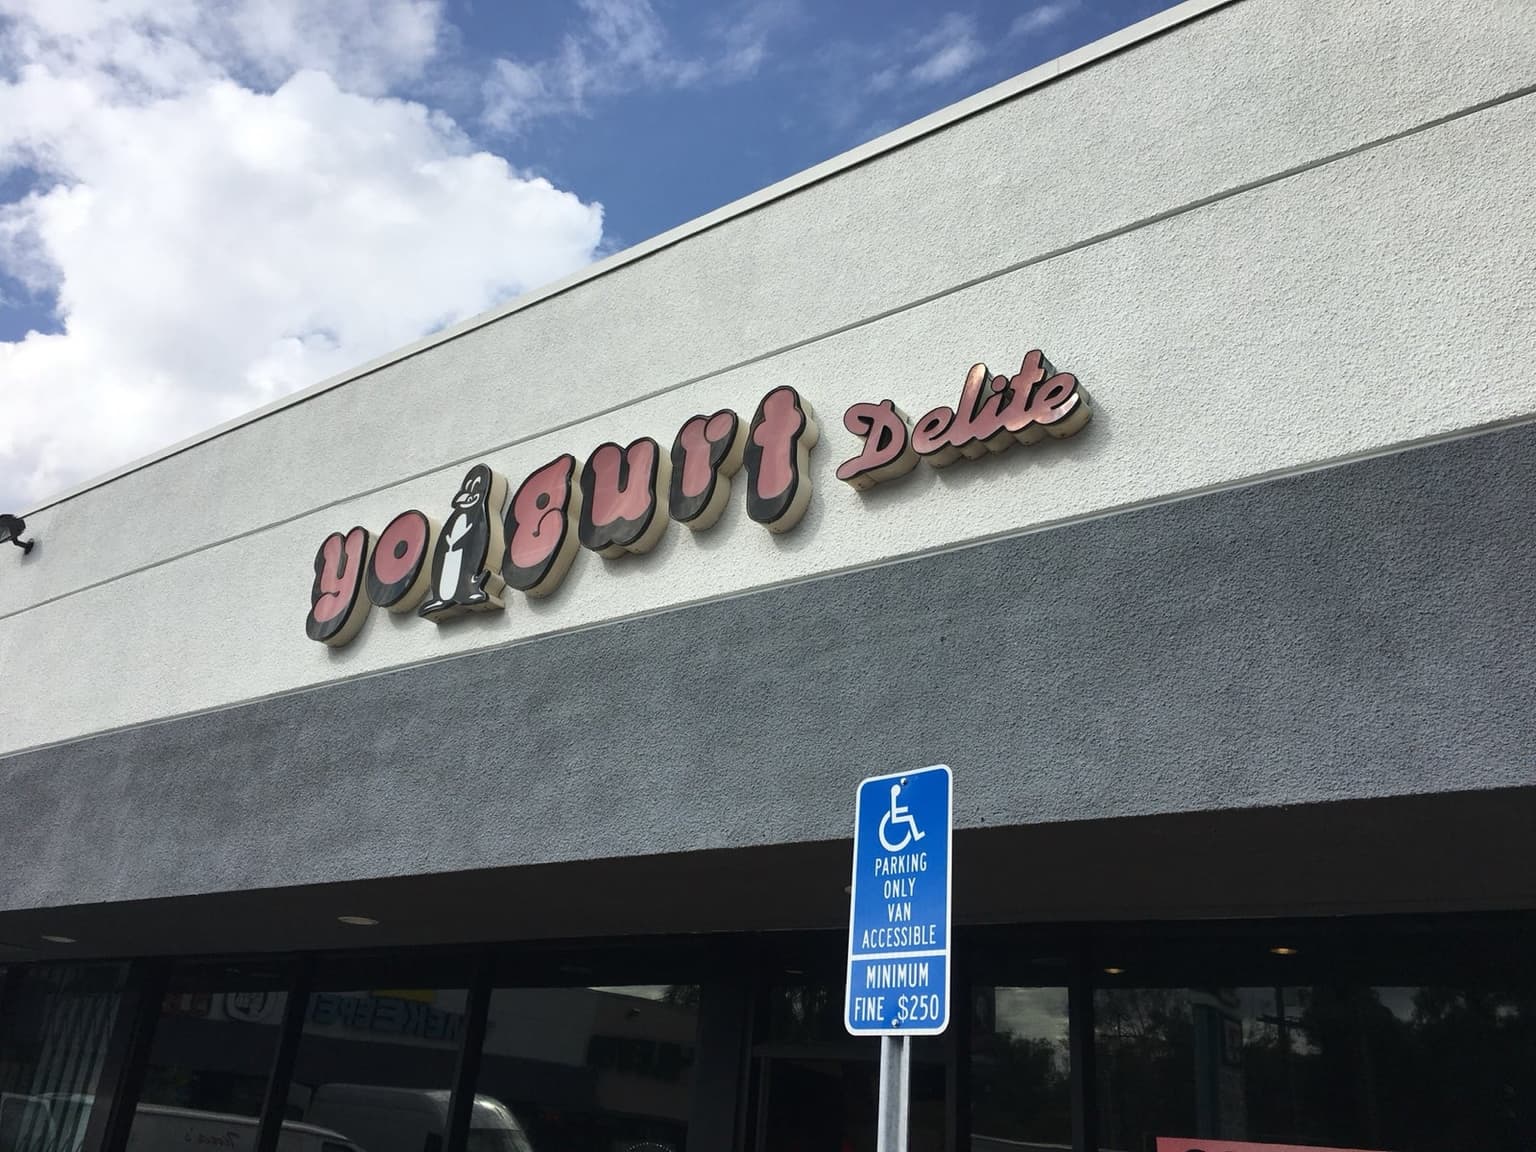 yogurt Delite
PARKING
ONLY
VAN
ACCESSIBLE
MINIMUM
FINE $250